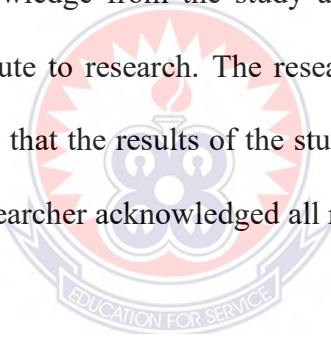 wledge from the study a
ute to research. The resea
that the results of the stu
earcher acknowledged all r
EDUCATION FOR SERVICE